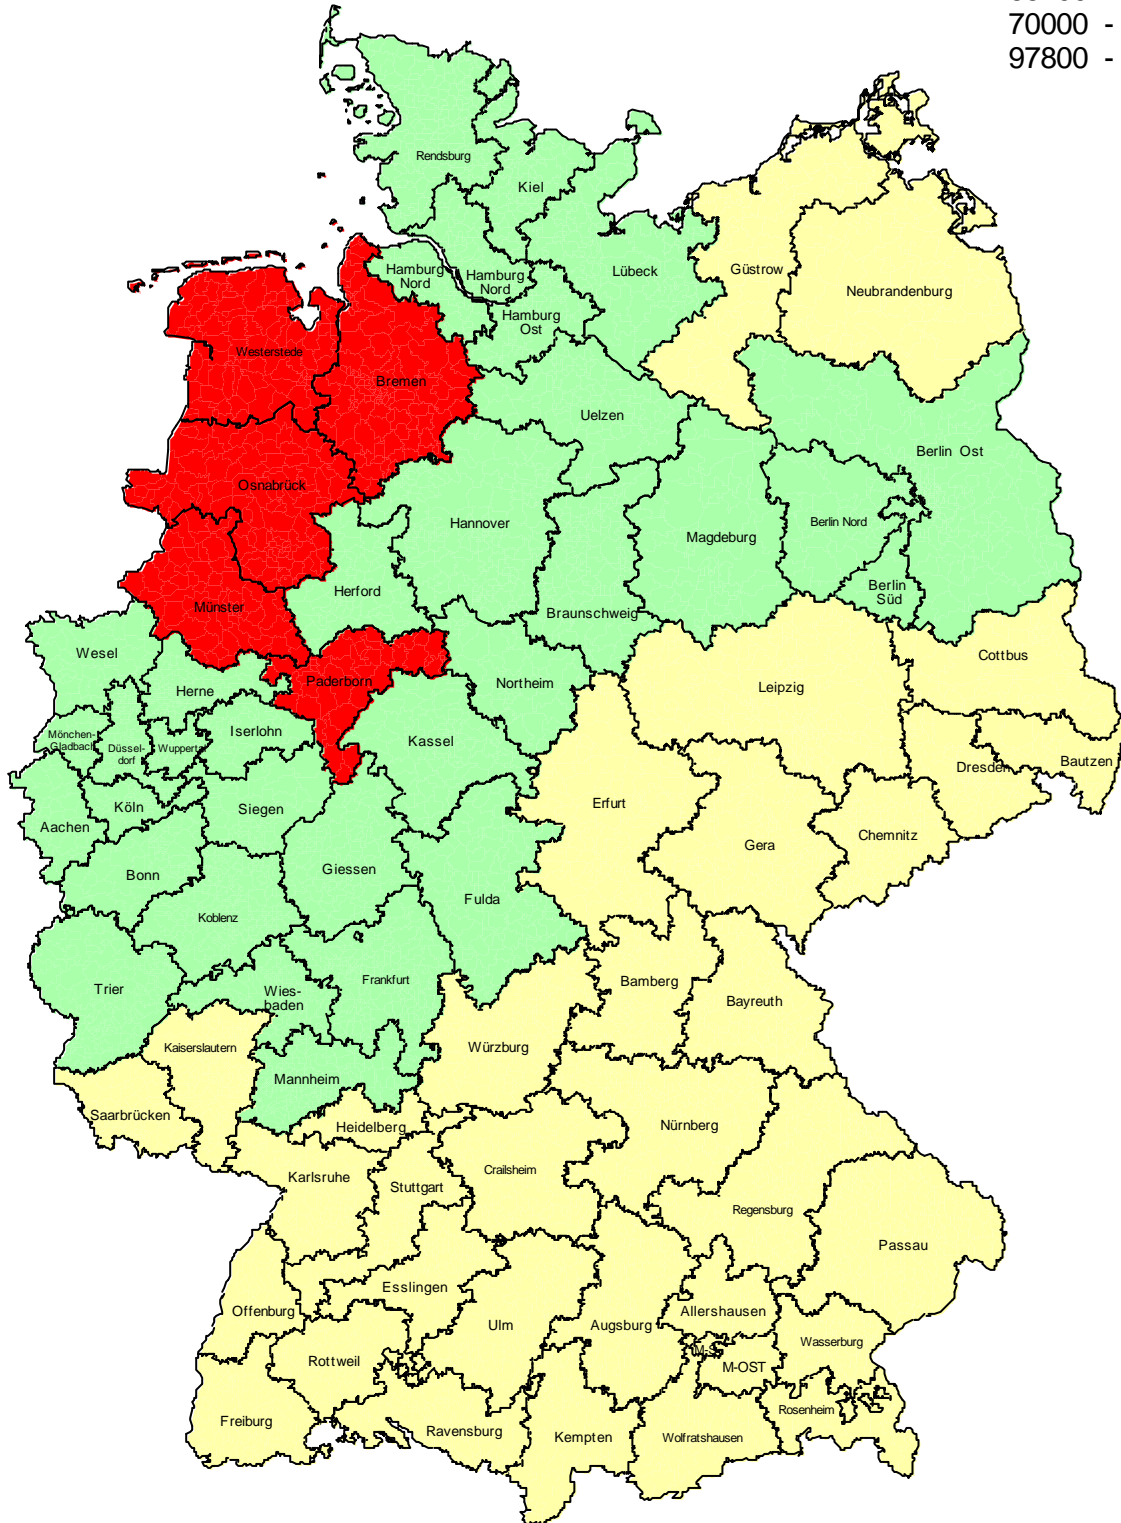 70000 -
97800 -
Rendsburg
Kiel
Hamburg
Nord
Hamburg
Nord
Lübeck
Güstrow
Neubrandenburg
Hamburg
Ost
Westerstede
Bremen
Uelzen
Berlin Ost
Osnabrück
Hannover
Magdeburg
Berlin Nord
Herford
Berlin
Süd
Münster
Braunschweig
Wesel
Cottbus
Herne
Paderborn
Northeim
Leipzig
Mönchen-
Gladbach
Düssel-
dorf
Wuppertal
Iserlohn
Kassel
Dresden
Bautzen
Köln
Siegen
Erfurt
Aachen
Chemnitz
Gera
Bonn
Giessen
Fulda
Koblenz
Trier
Wies-
baden
Frankfurt
Bamberg
Bayreuth
Kaiserslautern
Würzburg
Mannheim
Saarbrücken
Heidelberg
Nürnberg
Karlsruhe
Stuttgart
Crailsheim
Regensburg
Passau
Esslingen
Offenburg
Ulm
Augsburg
Allershausen
Rottweil
Wasserburg
M-OST
Freiburg
Ravensburg
Kempten
Wolfratshausen
Rosenheim